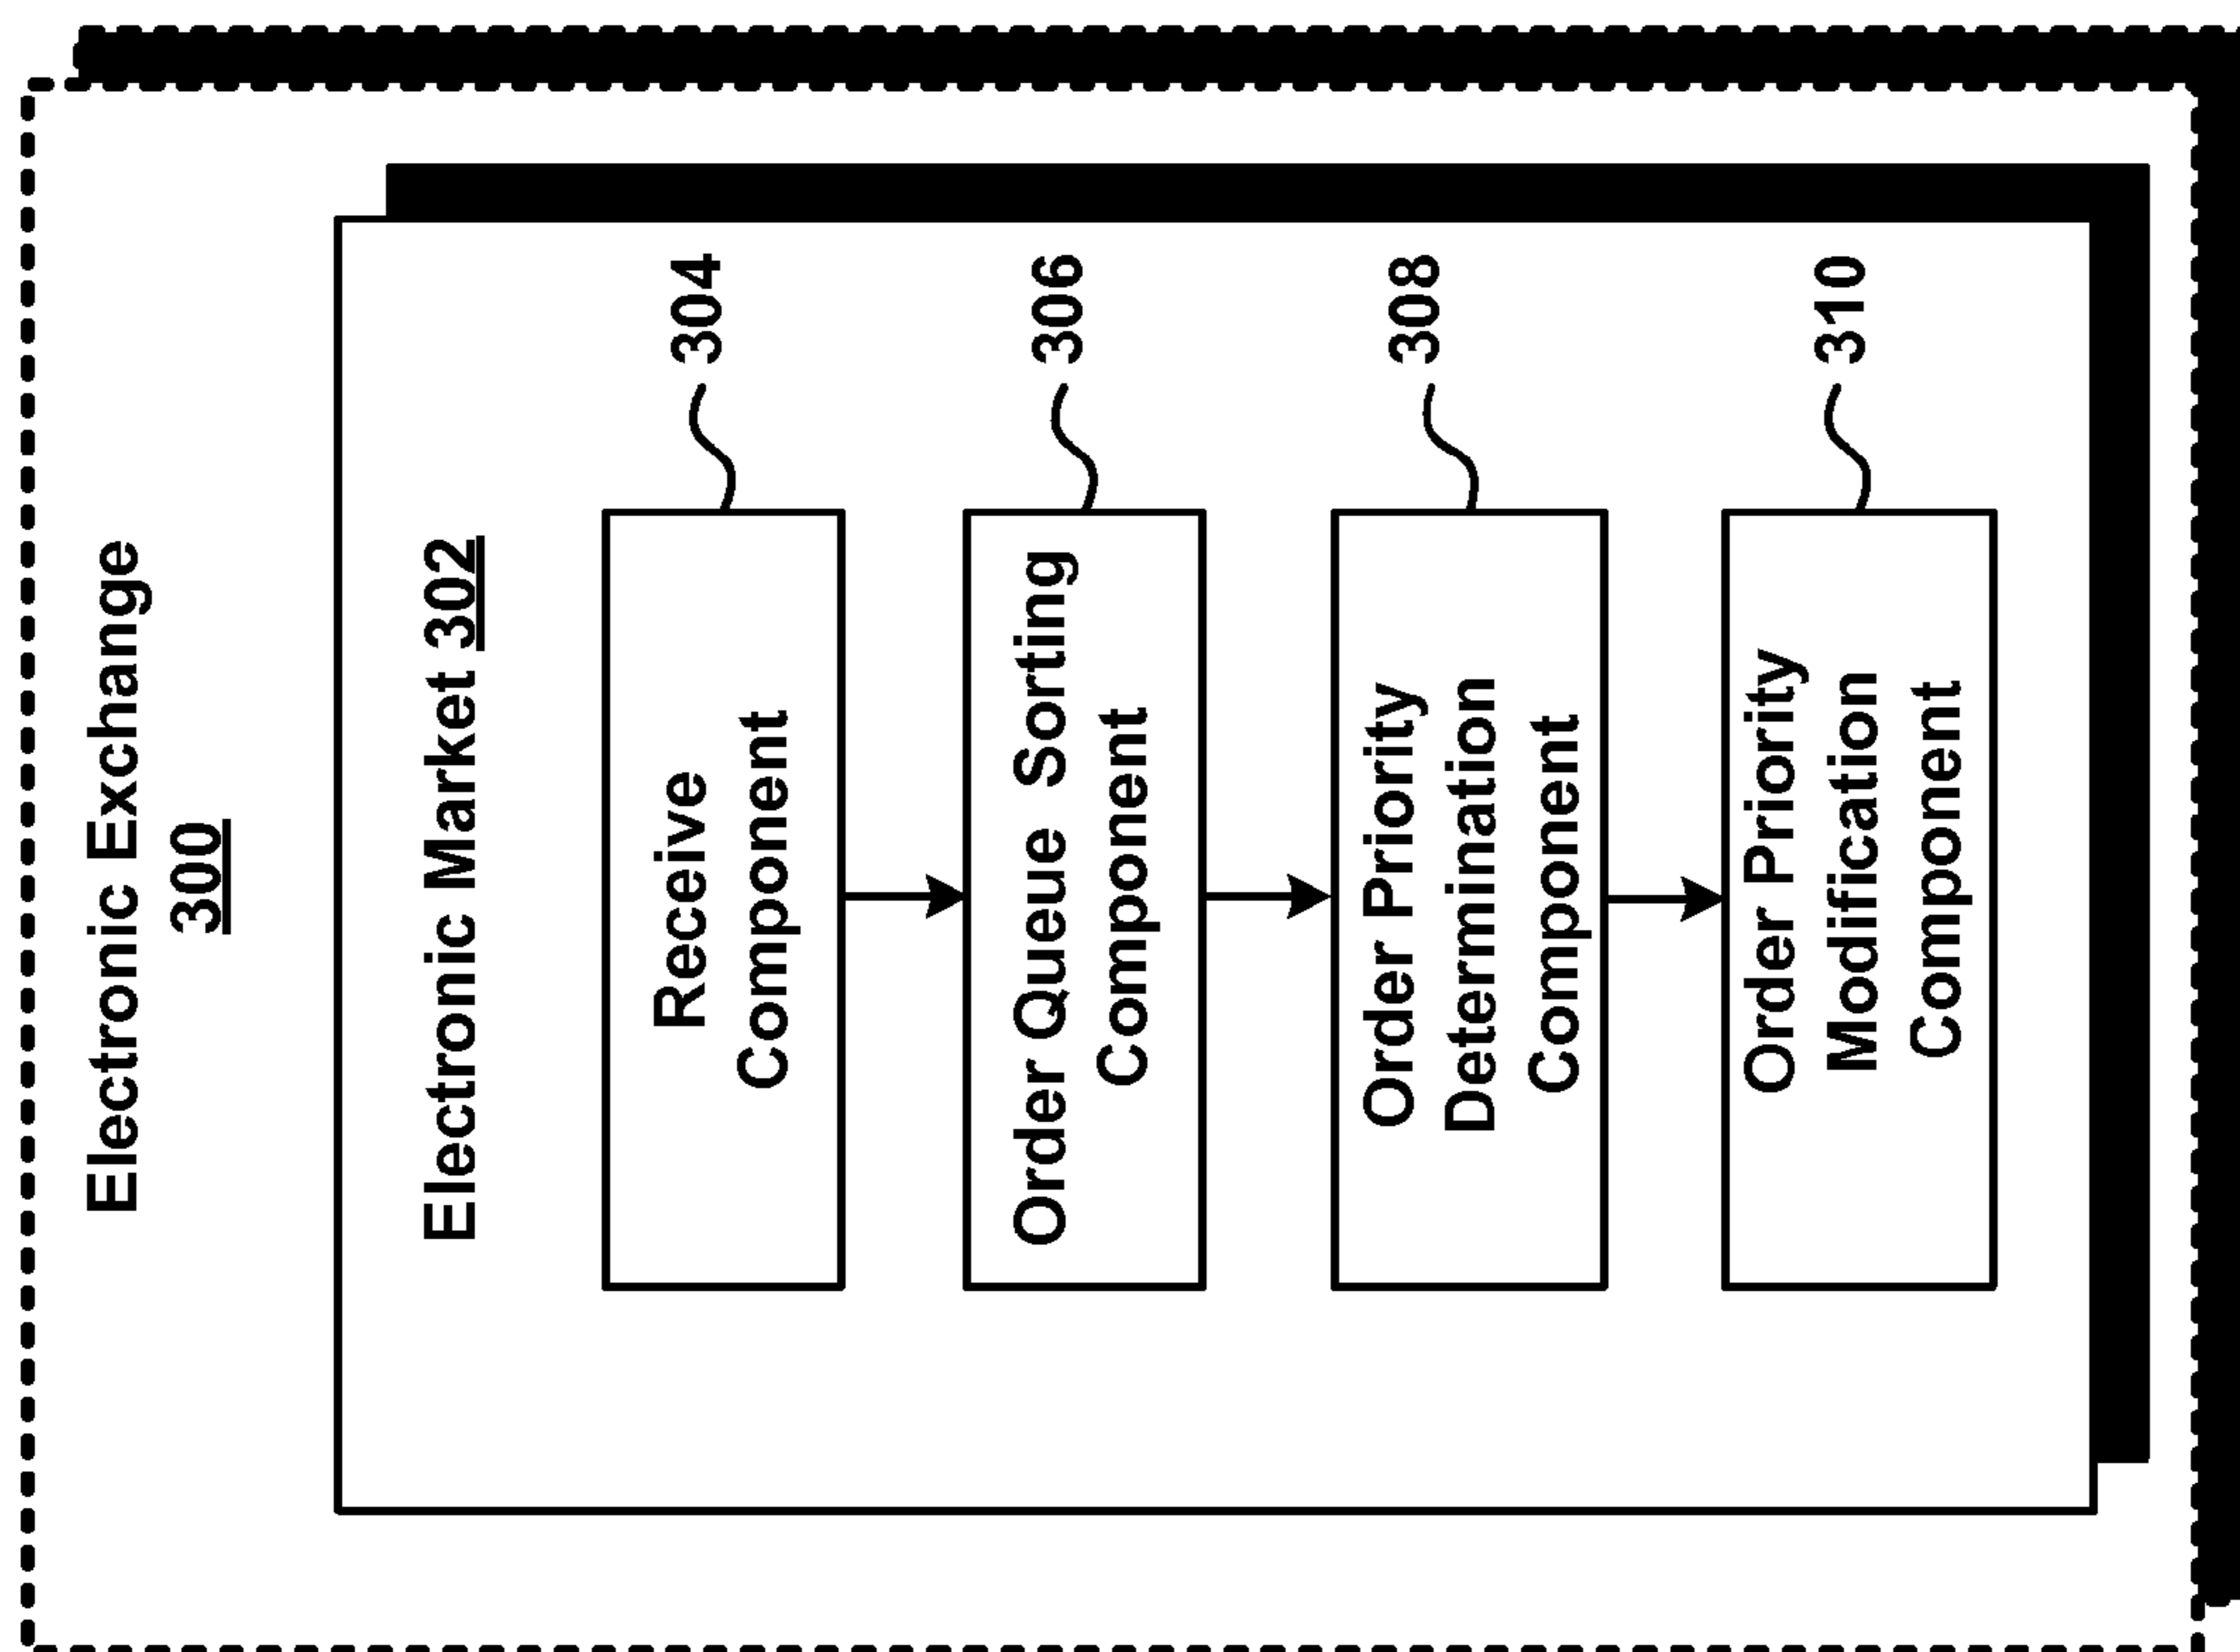 Electronic Exchange
300
Electronic Market 302
Receive
Component
304
Order Queue Sorting
Component
306
Order Priority
Determination
Component
308
Order Priority
Modification
Component
310